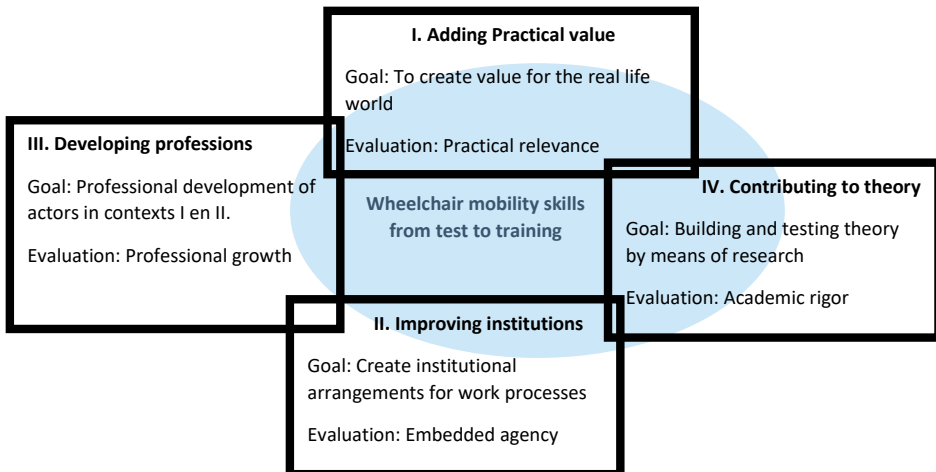 I. Adding Practical value
Goal: To create value for the real life
world
Evaluation: Practical relevance
III. Developing professions
Goal: Professional development of
actors in contexts I en II.
Evaluation: Professional growth
Wheelchair mobility skills
from test to training
IV. Contributing to theory
Goal: Building and testing theory
by means of research
Evaluation: Academic rigor
II. Improving institutions
Goal: Create institutional
arrangements for work processes
Evaluation: Embedded agency